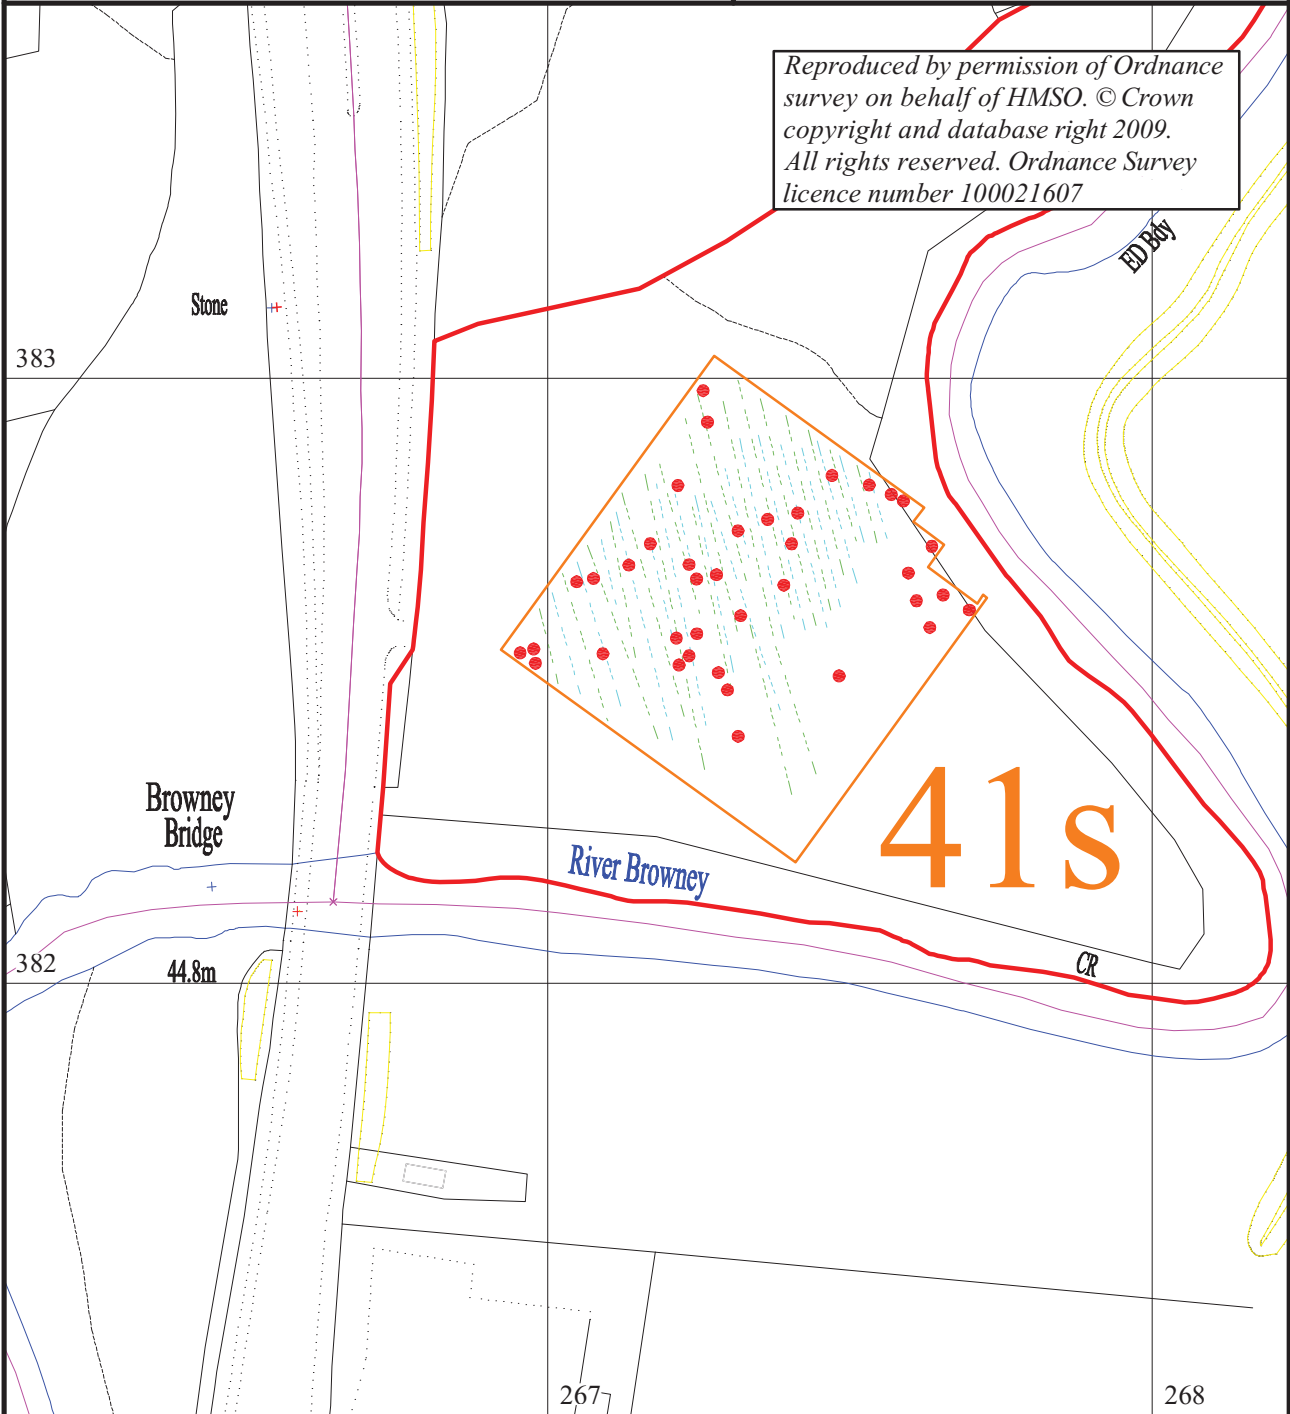 Reproduced by permission of Ordnance
survey on behalf of HMSO. © Crown
copyright and database right 2009.
All rights reserved. Ordnance Survey
licence number 100021607
ED Bdy
Stone
383
Browney
Bridge
41s
River Browney
382
44.8m
CR
267
268